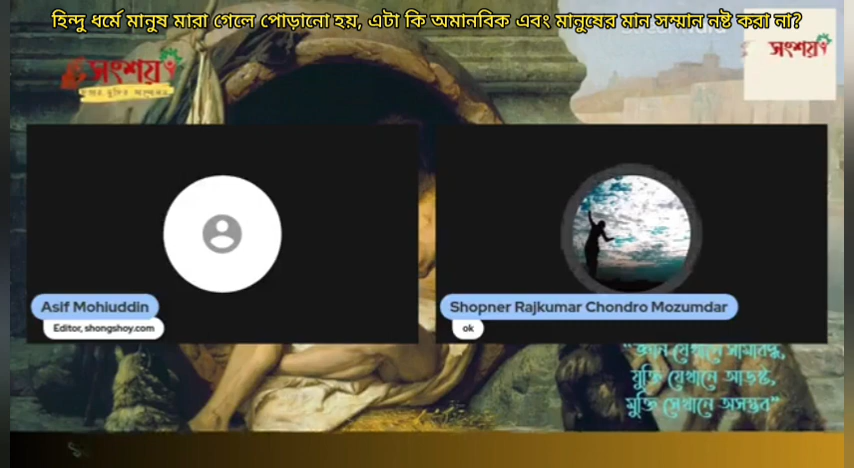 হিন্দু ধর্মে মানুষ মারা গেলে পোড়ানো হয়, এটা কি অমানবিক এবং মানুষের মান সম্মান নষ্ট করা না?
সংশয়
সংশয়
Asif Mohiuddin
Editor, shongshoy.com
Shopner Rajkumar Chondro Mozumdar
ok
“জ্ঞান যেখানে সীমাবদ্ধ,
যুক্তি যেখানে আড়ষ্ট,
মুক্তি সেখানে অসম্ভব”